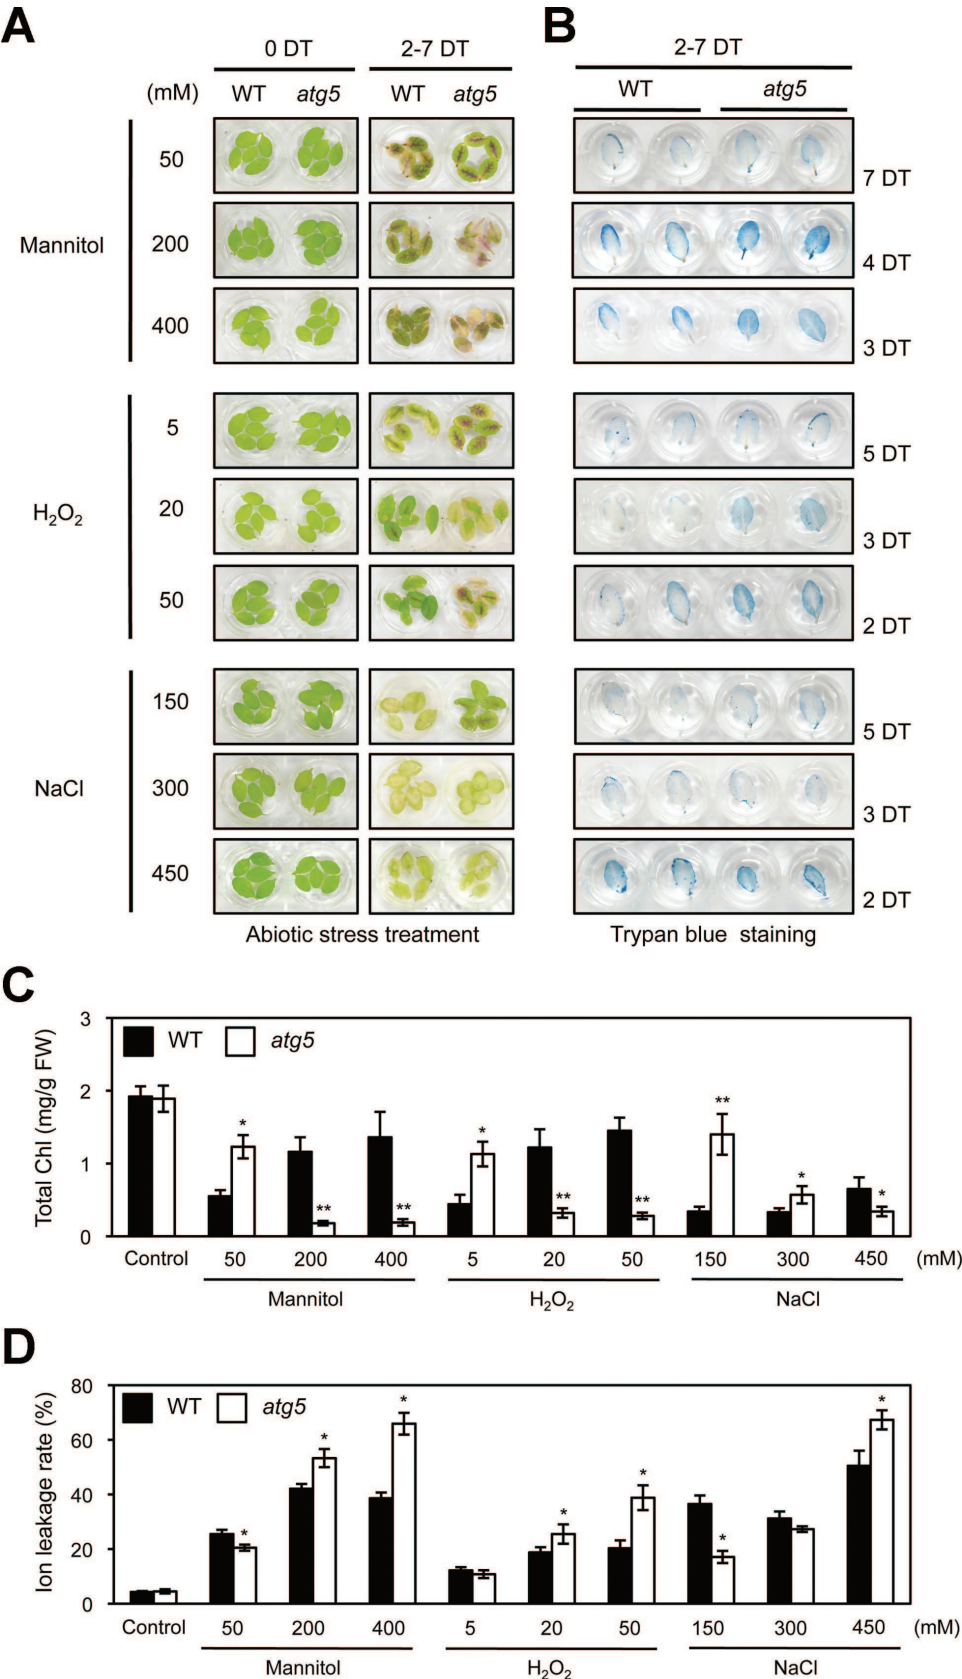 A
B
0 DT
2-7 DT
2-7 DT
(mM)
WT
atg5
WT
atg5
WT
atg5
Mannitol
50
7 DT
200
4 DT
400
3 DT
H₂O₂
5
5 DT
20
3 DT
50
2 DT
NaCl
150
5 DT
300
3 DT
450
2 DT
Abiotic stress treatment
Trypan blue staining
C
Total Chl (mg/g FW)
3
2
1
0
WT
atg5
*
**
**
*
**
**
**
*
*
Control
50
200
400
5
20
50
150
300
450
(mM)
Mannitol
H₂O₂
NaCl
D
Ion leakage rate (%)
80
60
40
20
0
WT
atg5
*
*
*
*
*
*
*
Control
50
200
400
5
20
50
150
300
450
(mM)
Mannitol
H₂O₂
NaCl